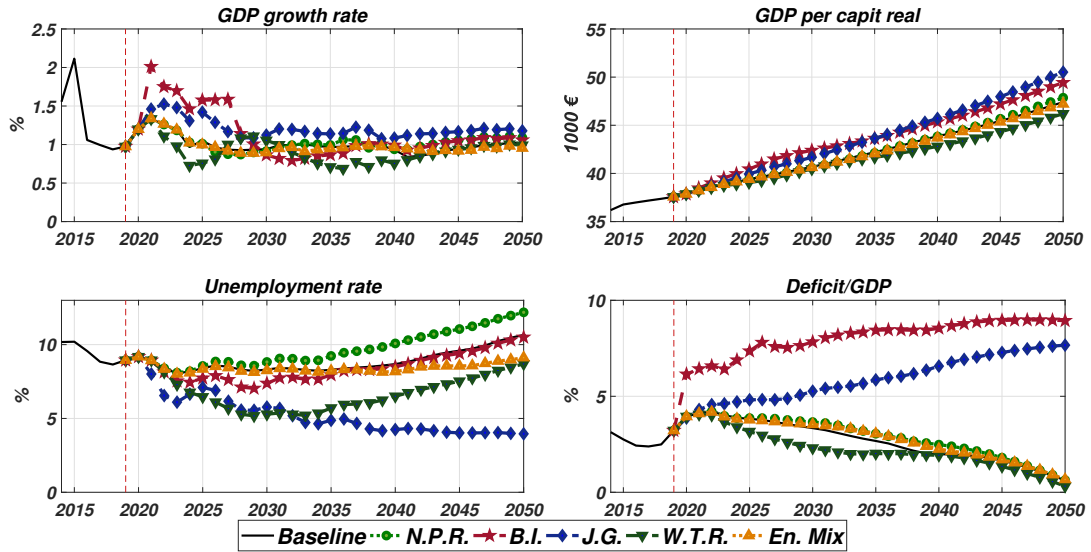 GDP growth rate
2.5
2
1.5
1
0.5
0
%
2015 2020 2025 2030 2035 2040 2045 2050
GDP per capit real
55
50
45
40
35
1000 €
2015 2020 2025 2030 2035 2040 2045 2050
Unemployment rate
10
5
0
%
2015 2020 2025 2030 2035 2040 2045 2050
Deficit/GDP
10
5
0
%
2015 2020 2025 2030 2035 2040 2045 2050
Baseline N.P.R. B.I. J.G. W.T.R. En. Mix